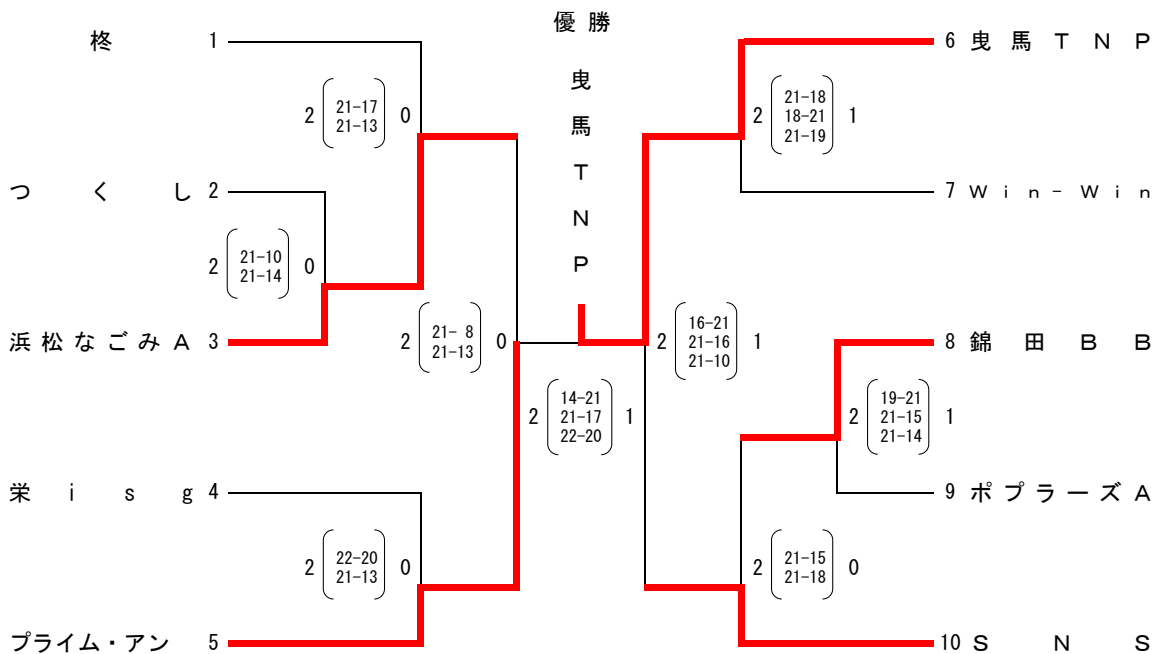 優勝
曳馬TNP
柊 1
2 21-17 0
21-13
つくし 2
2 21-10 0
21-14
浜松なごみA 3
2 21- 8 0
21-13
栄isg 4
2 22-20 0
21-13
プライム・アン 5
14-21
2 21-17 1
22-20
6 曳馬TNP
21-18
2 18-21 1
21-19
7 Win-Win
16-21
2 21-16 1
21-10
8 錦田BB
19-21
2 21-15 1
21-14
9 ポプラーズA
2 21-15 0
21-18
10 SNS